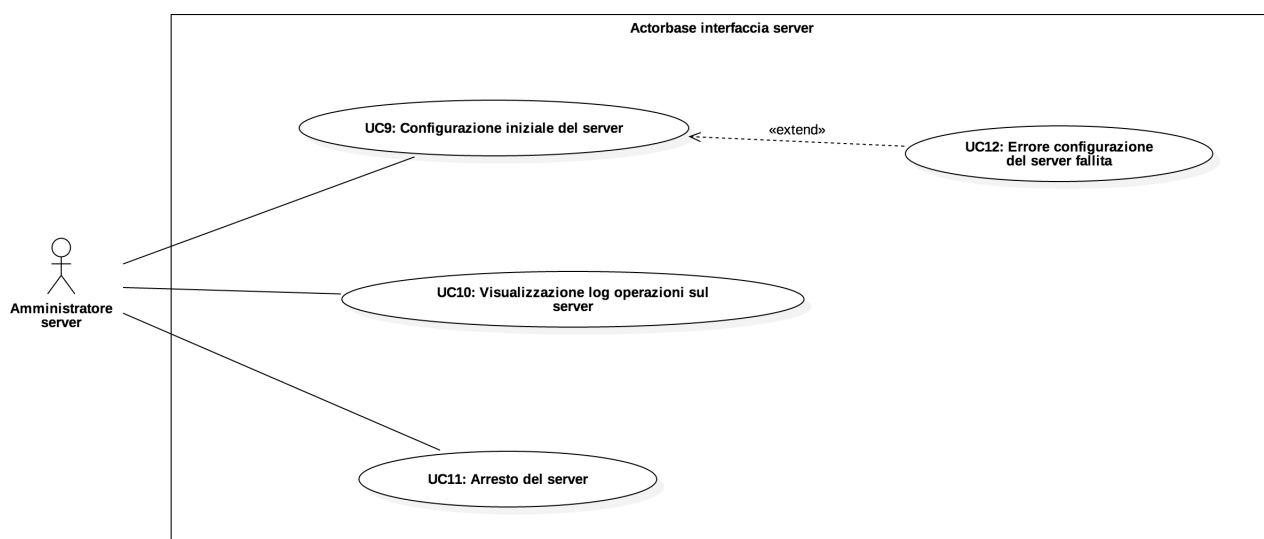 Actorbase interfaccia server
UC9: Configurazione iniziale del server
«extend»
UC12: Errore configurazione
del server fallita
Amministratore
server
UC10: Visualizzazione log operazioni sul
server
UC11: Arresto del server